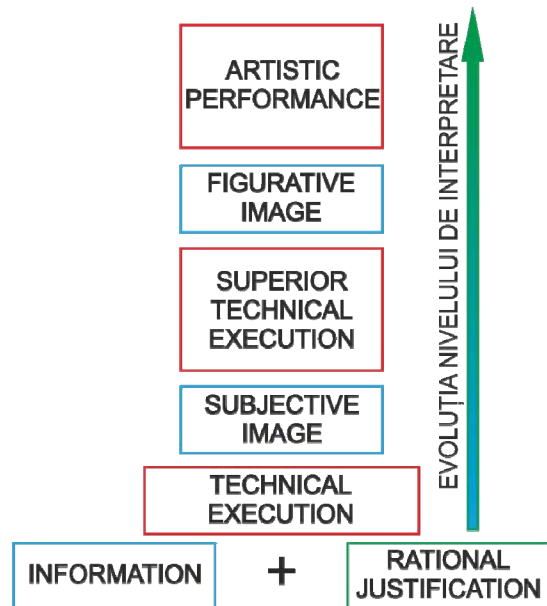 ARTISTIC
PERFORMANCE
FIGURATIVE
IMAGE
SUPERIOR
TECHNICAL
EXECUTION
SUBJECTIVE
IMAGE
TECHNICAL
EXECUTION
INFORMATION
+
RATIONAL
JUSTIFICATION
EVOLUȚIA NIVELULUI DE INTERPRETARE